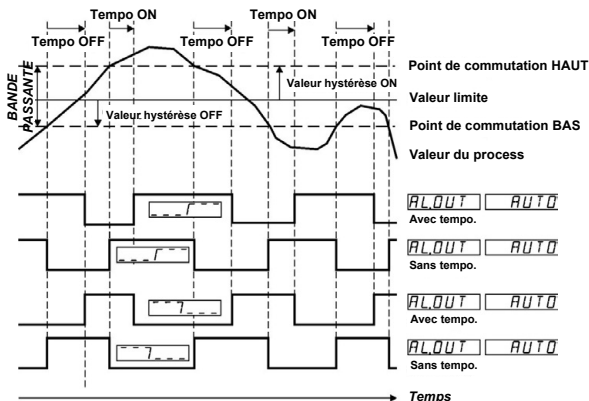 Tempo ON
Tempo ON
Tempo OFF
Tempo OFF
Tempo OFF
Point de commutation HAUT
BANDE
PASSANTE
Valeur hystérèse ON
Valeur limite
Valeur hystérèse OFF
Point de commutation BAS
Valeur du process
AL.OUT AUTO
Avec tempo.
AL.OUT AUTO
Sans tempo.
AL.OUT AUTO
Avec tempo.
AL.OUT AUTO
Sans tempo.
Temps